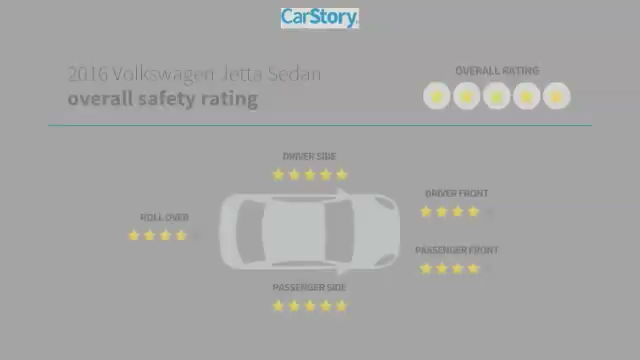 CarStory.
2016 Volkswagen Jetta Sedan
overall safety rating
OVERALL RATING
DRIVER SIDE
DRIVER FRONT
ROLL OVER
PASSENGER FRONT
PASSENGER SIDE